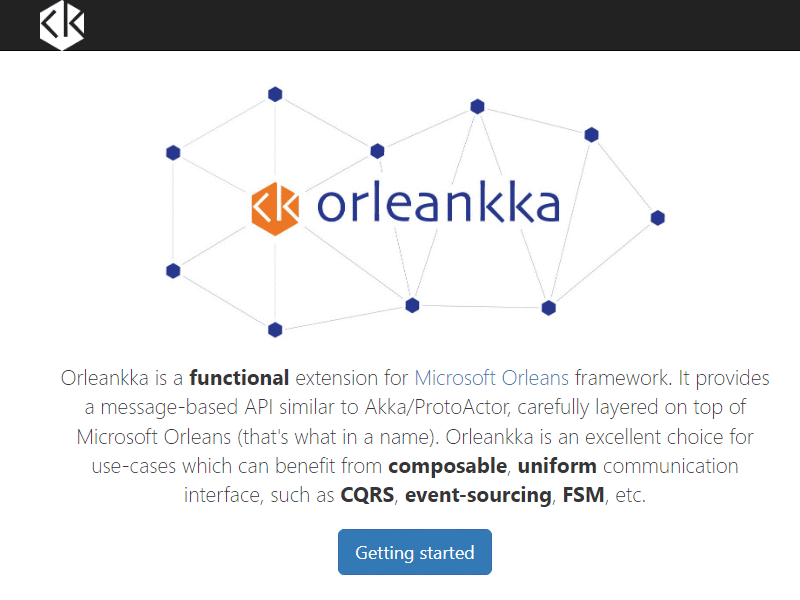 orleankka
Orleankka is a functional extension for Microsoft Orleans framework. It provides
a message-based API similar to Akka/ProtoActor, carefully layered on top of
Microsoft Orleans (that's what in a name). Orleankka is an excellent choice for
use-cases which can benefit from composable, uniform communication
interface, such as CQRS, event-sourcing, FSM, etc.
Getting started